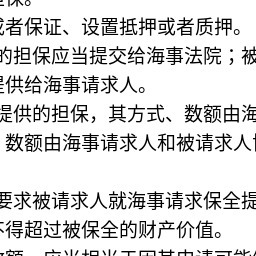 或者保证、设置抵押或者质押。
的担保应当提交给海事法院；被
提供给海事请求人。
提供的担保，其方式、数额由海
数额由海事请求人和被请求人
要求被请求人就海事请求保全提
不得超过被保全的财产价值。